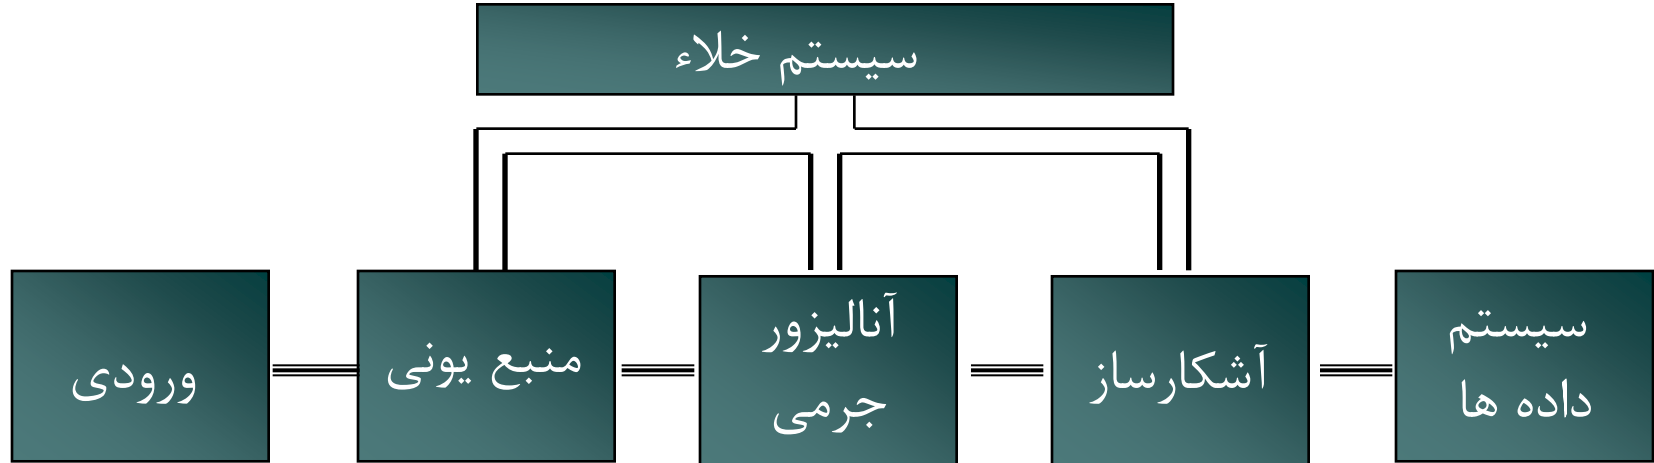 سیستم خلاء
ورودی
منبع یونی
آنالیزور
جرمی
آشکارساز
سیستم
داده ها